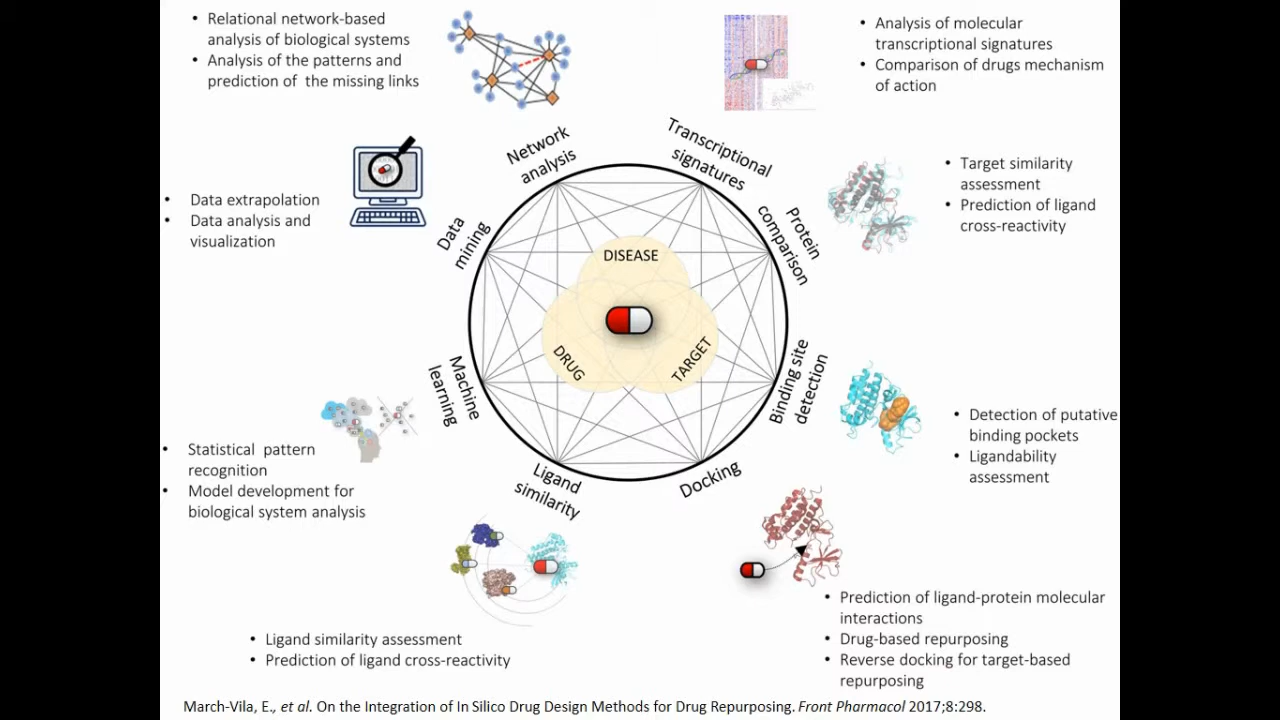 • Relational network-based
analysis of biological systems
• Analysis of the patterns and
prediction of the missing links
• Analysis of molecular
transcriptional signatures
• Comparison of drugs mechanism
of action
Network
analysis
Transcriptional
signatures
• Target similarity
assessment
• Prediction of ligand
cross-reactivity
• Data extrapolation
• Data analysis and
visualization
Data
mining
Protein
comparison
DISEASE
DRUG
TARGET
Machine
learning
Binding site
detection
• Detection of putative
binding pockets
• Ligandability
assessment
• Statistical pattern
recognition
• Model development for
biological system analysis
Ligand
similarity
Docking
• Prediction of ligand-protein molecular
interactions
• Drug-based repurposing
• Reverse docking for target-based
repurposing
• Ligand similarity assessment
• Prediction of ligand cross-reactivity
March-Vila, E., et al. On the Integration of In Silico Drug Design Methods for Drug Repurposing. Front Pharmacol 2017;8:298.